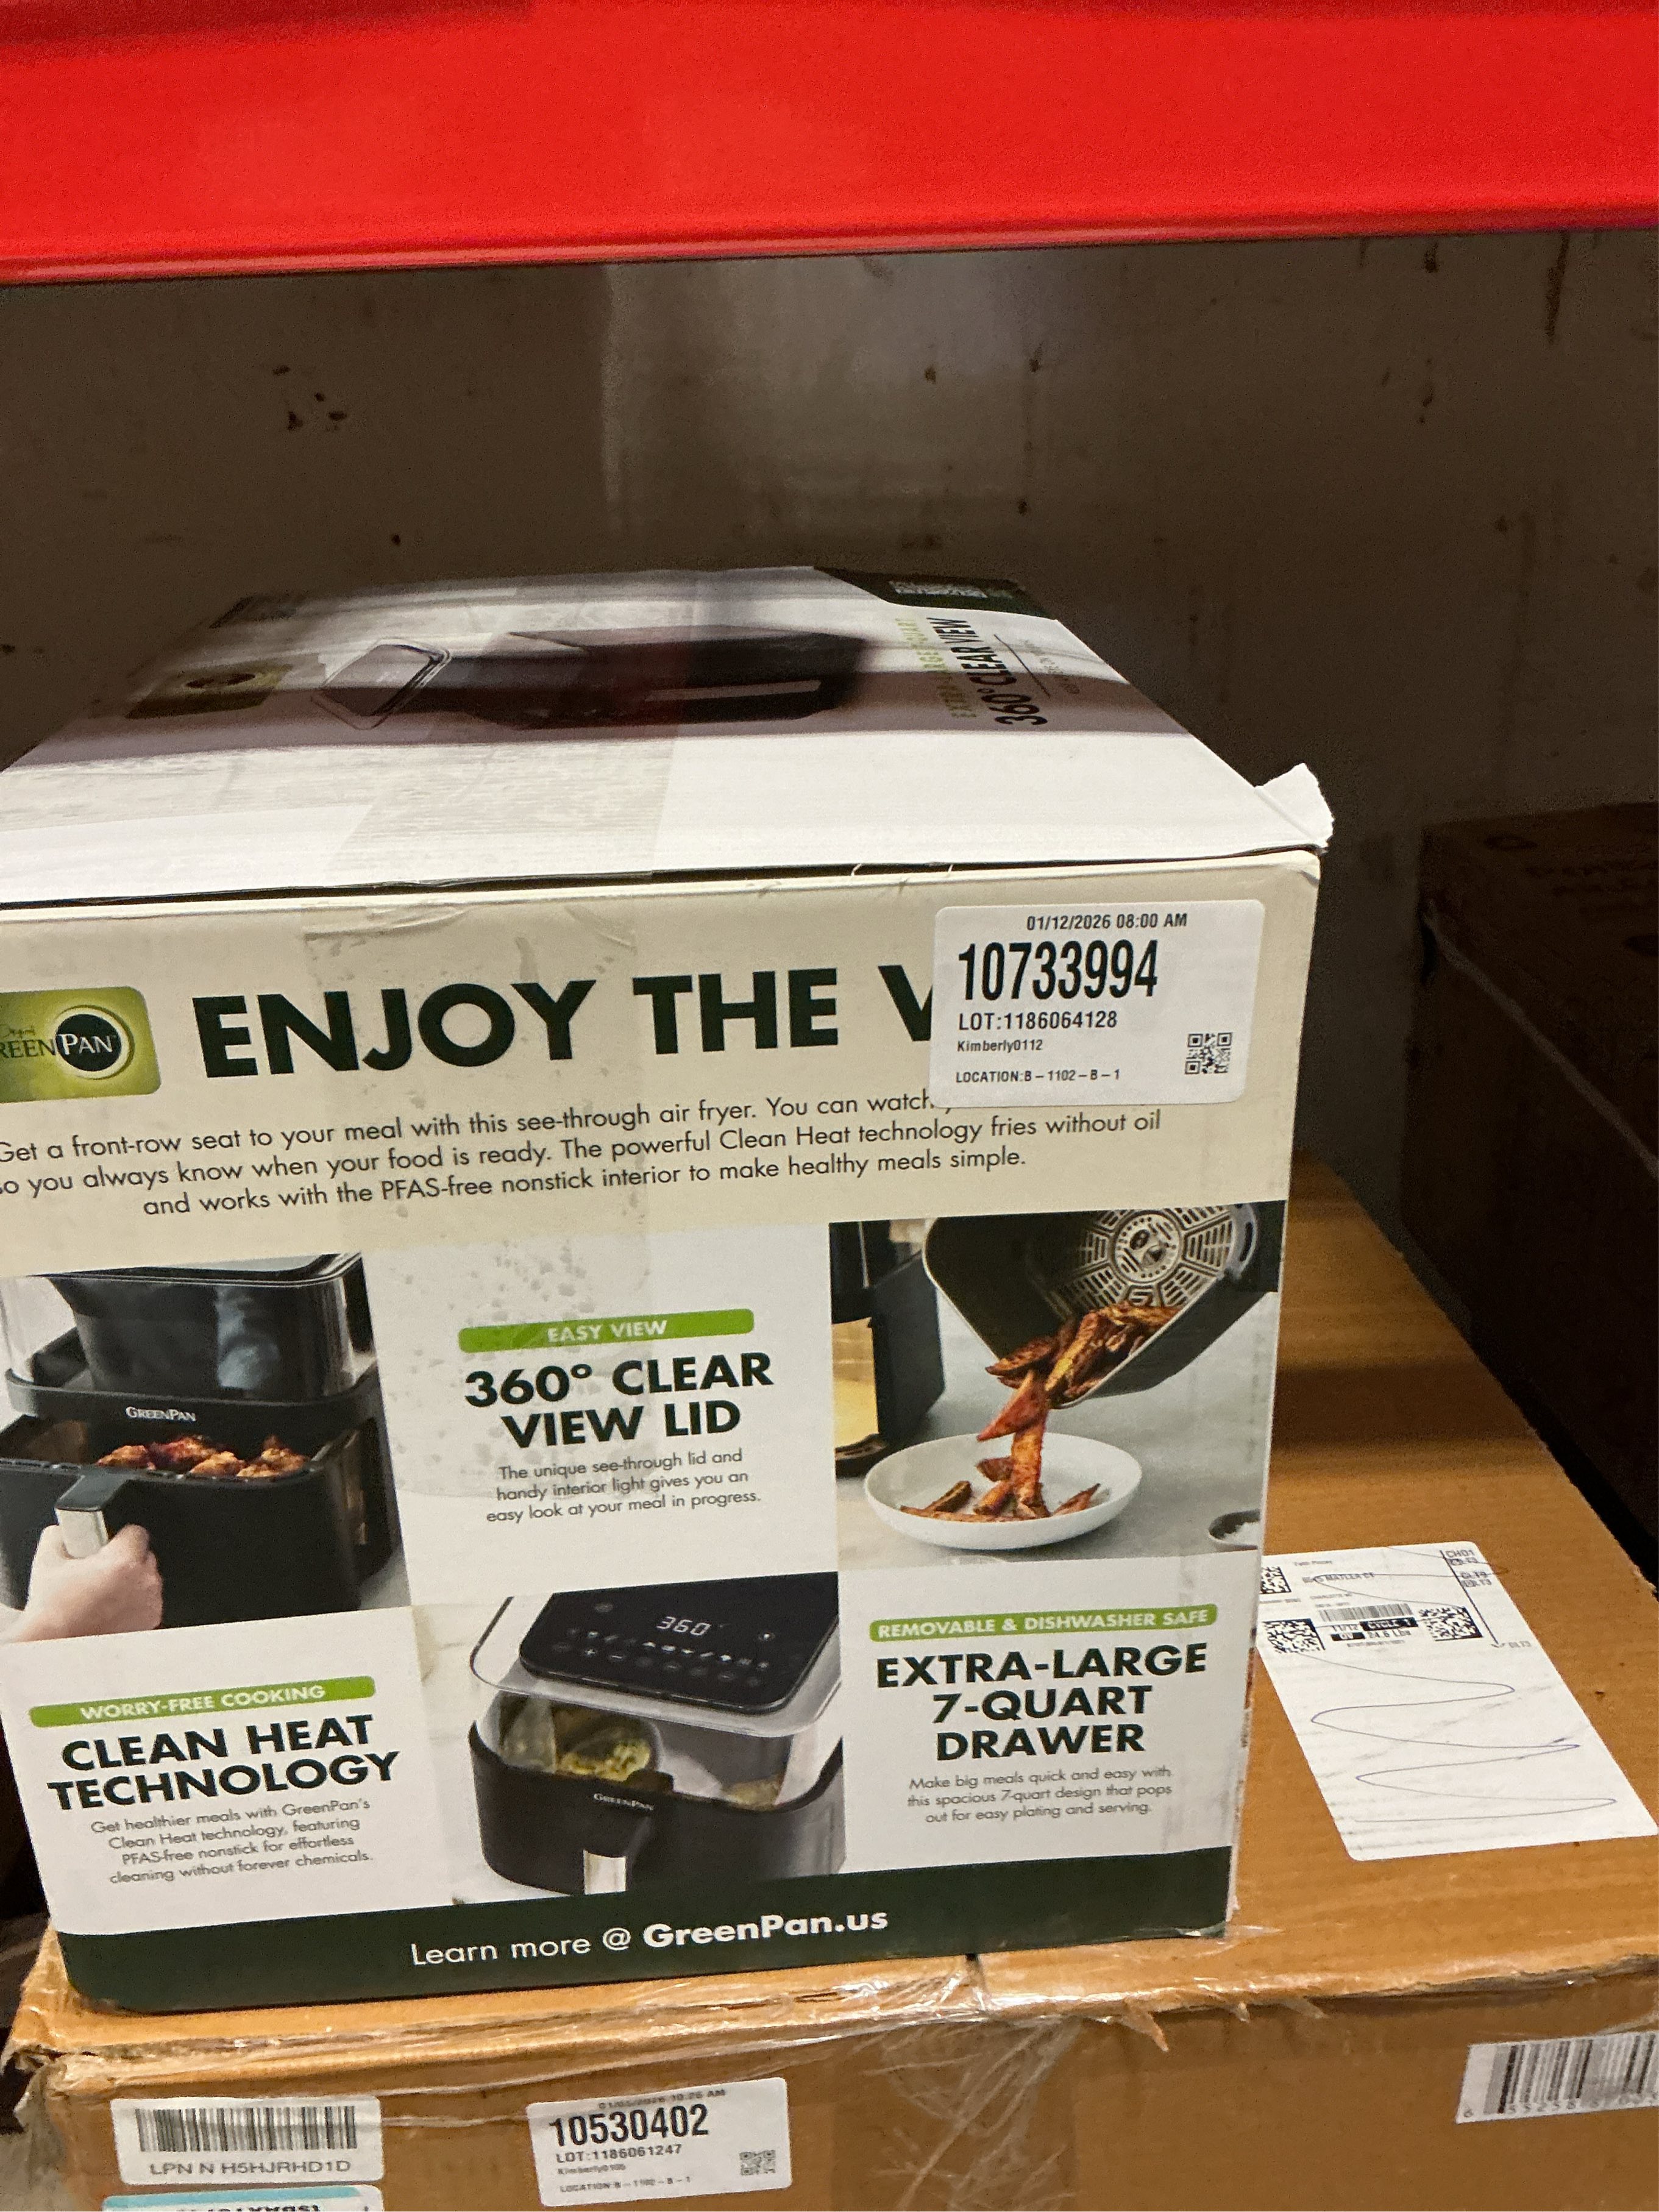 360° CLEAR VIEW
01/12/2026 08:00 AM
10733994
LOT:1186064128
Kimberly0112
LOCATION:B-1102-B-1
GREENPAN
ENJOY THE V
Get a front-row seat to your meal with this see-through air fryer. You can watch
so you always know when your food is ready. The powerful Clean Heat technology fries without oil
and works with the PFAS-free nonstick interior to make healthy meals simple.
GREENPAN
EASY VIEW
360° CLEAR
VIEW LID
The unique see-through lid and
handy interior light gives you an
easy look at your meal in progress.
WORRY-FREE COOKING
CLEAN HEAT
TECHNOLOGY
Get healthier meals with GreenPan's
Clean Heat technology, featuring
PFAS-free nonstick for effortless
cleaning without forever chemicals.
360°
GREENPAN
REMOVABLE & DISHWASHER SAFE
EXTRA-LARGE
7-QUART
DRAWER
Make big meals quick and easy with
this spacious 7-quart design that pops
out for easy plating and serving.
Learn more @ GreenPan.us
CH01
CYCLE 1
LPN N H5HJRHD1D
10530402
LOT:1186061247
LOCATION:B-1102-B-1